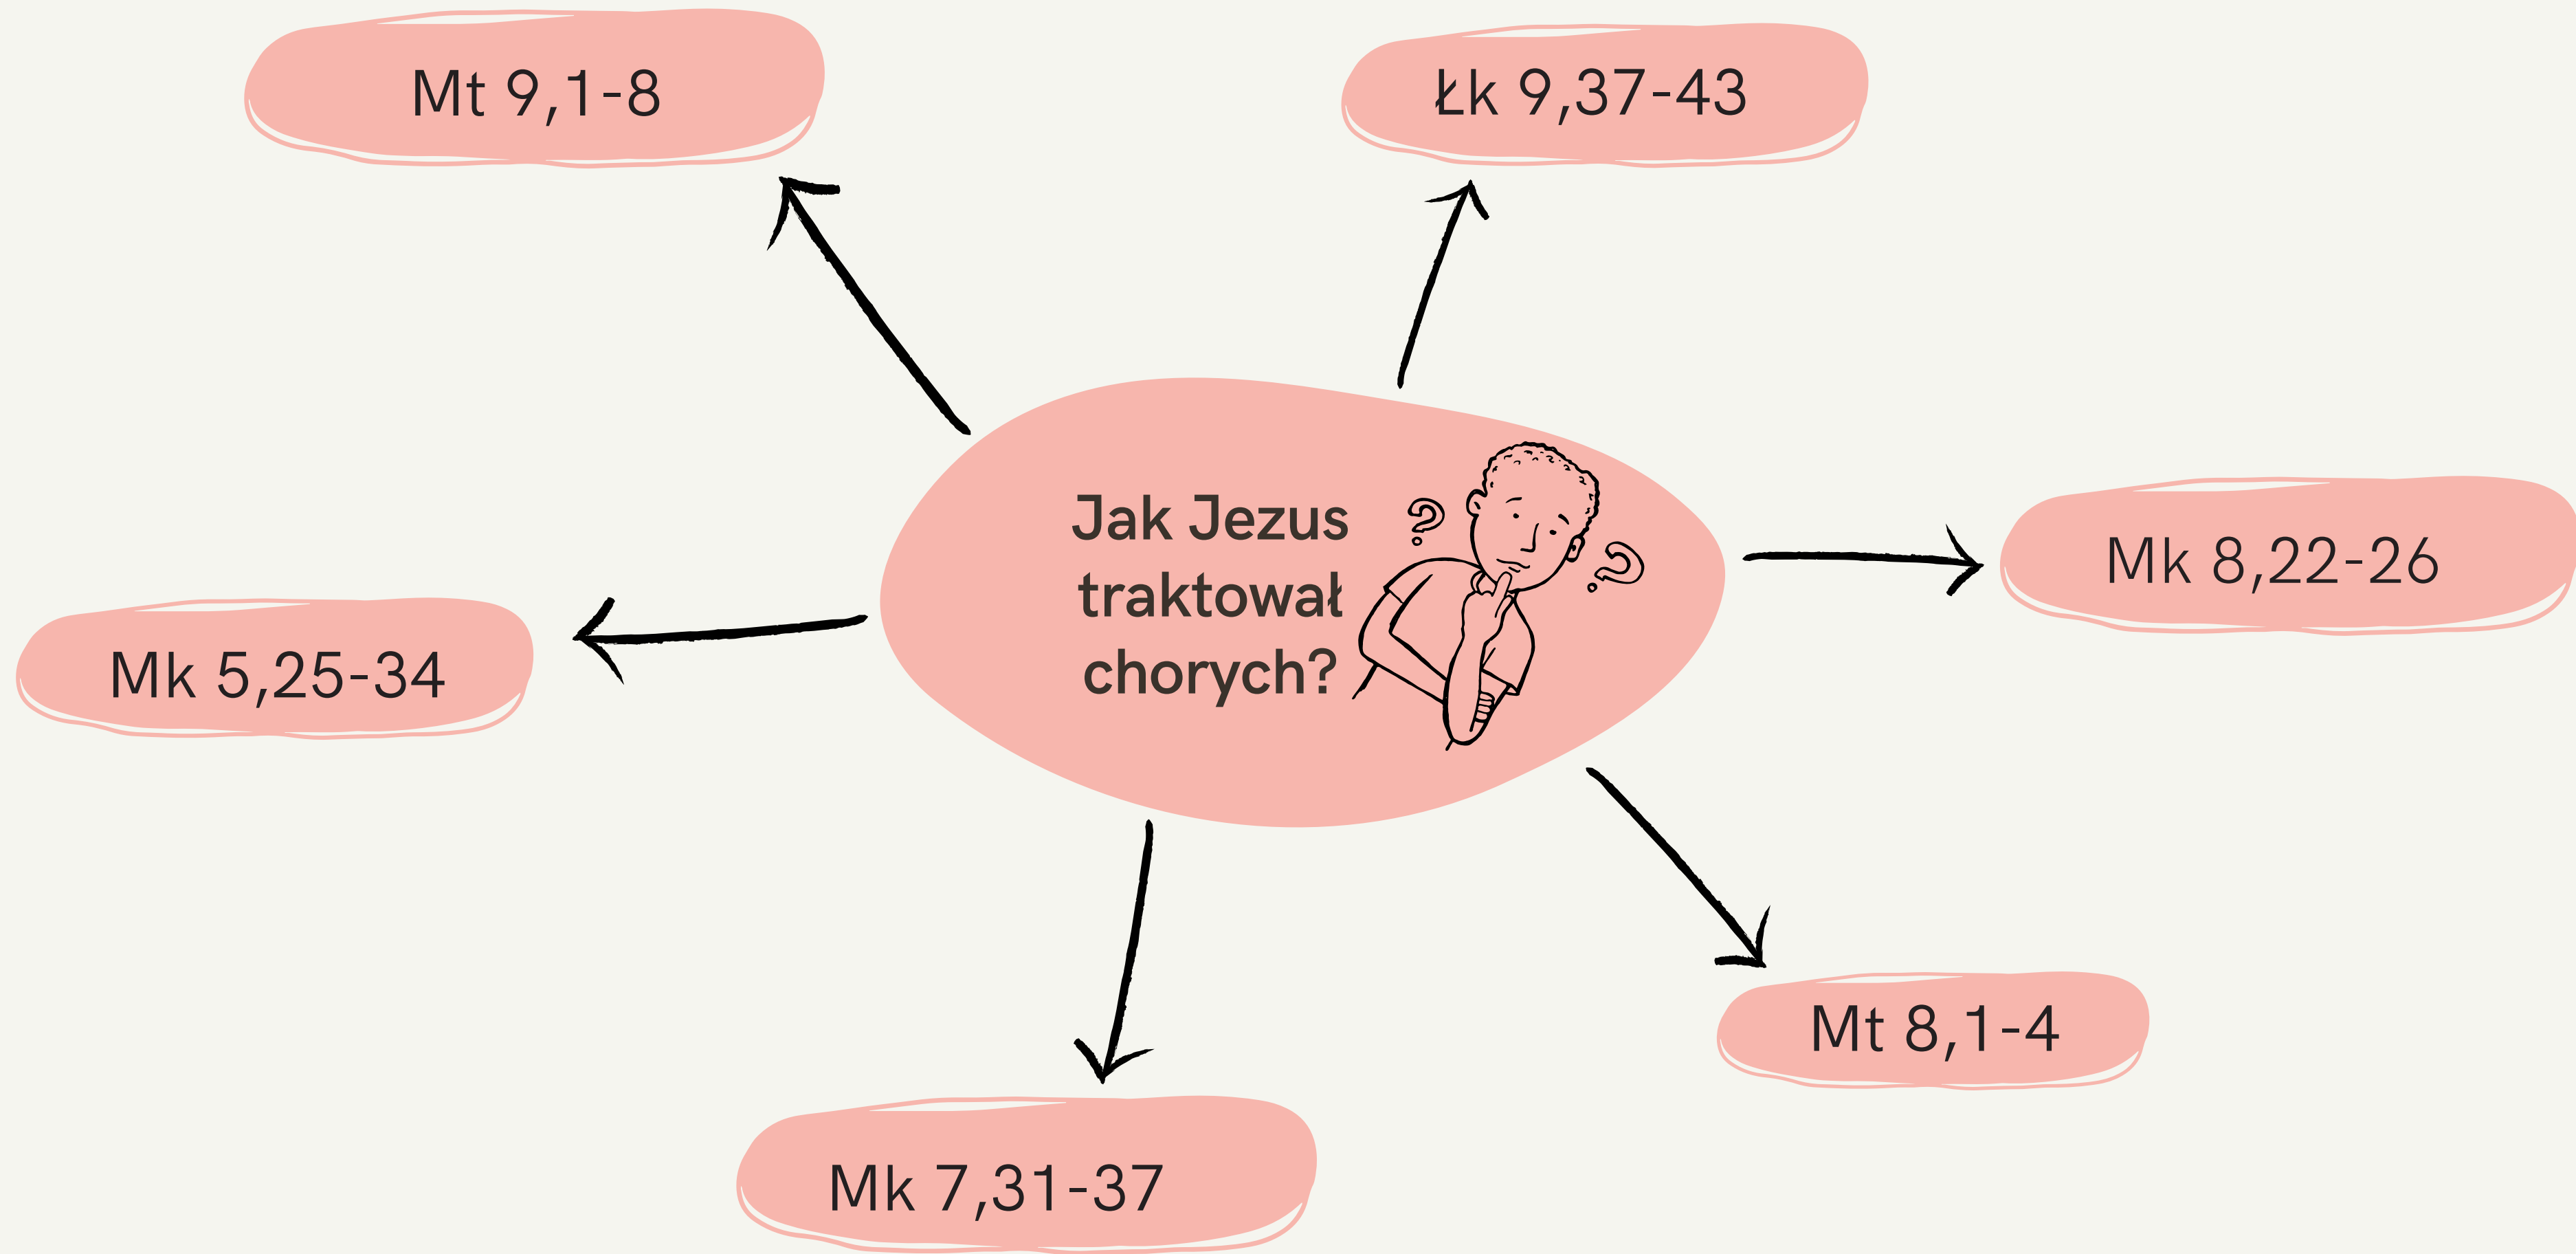 Mt 9,1-8
Łk 9,37-43
Jak Jezus
traktował
chorych?
? ?
Mk 8,22-26
Mk 5,25-34
Mt 8,1-4
Mk 7,31-37